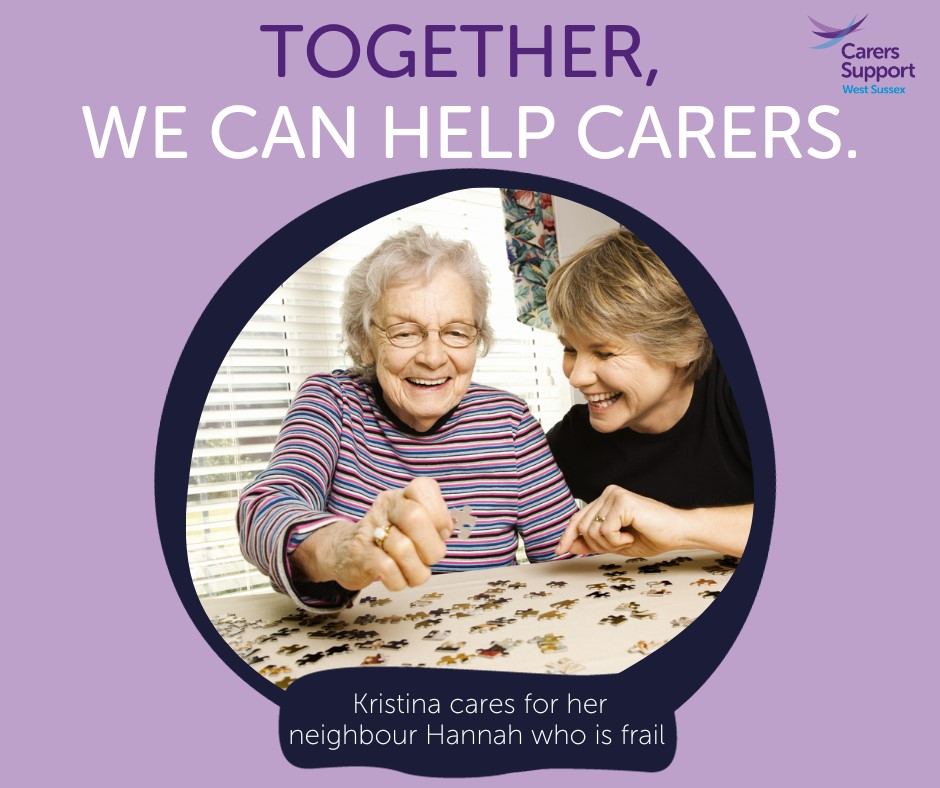 TOGETHER,
WE CAN HELP CARERS.
Carers
Support
West Sussex
Kristina cares for her
neighbour Hannah who is frail